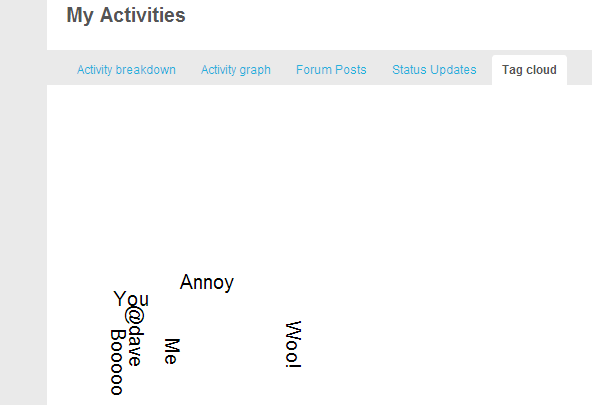 My Activities
Activity breakdown Activity graph Forum Posts Status Updates Tag cloud
Annoy
You
@dave
Booooo
Me
Woo!